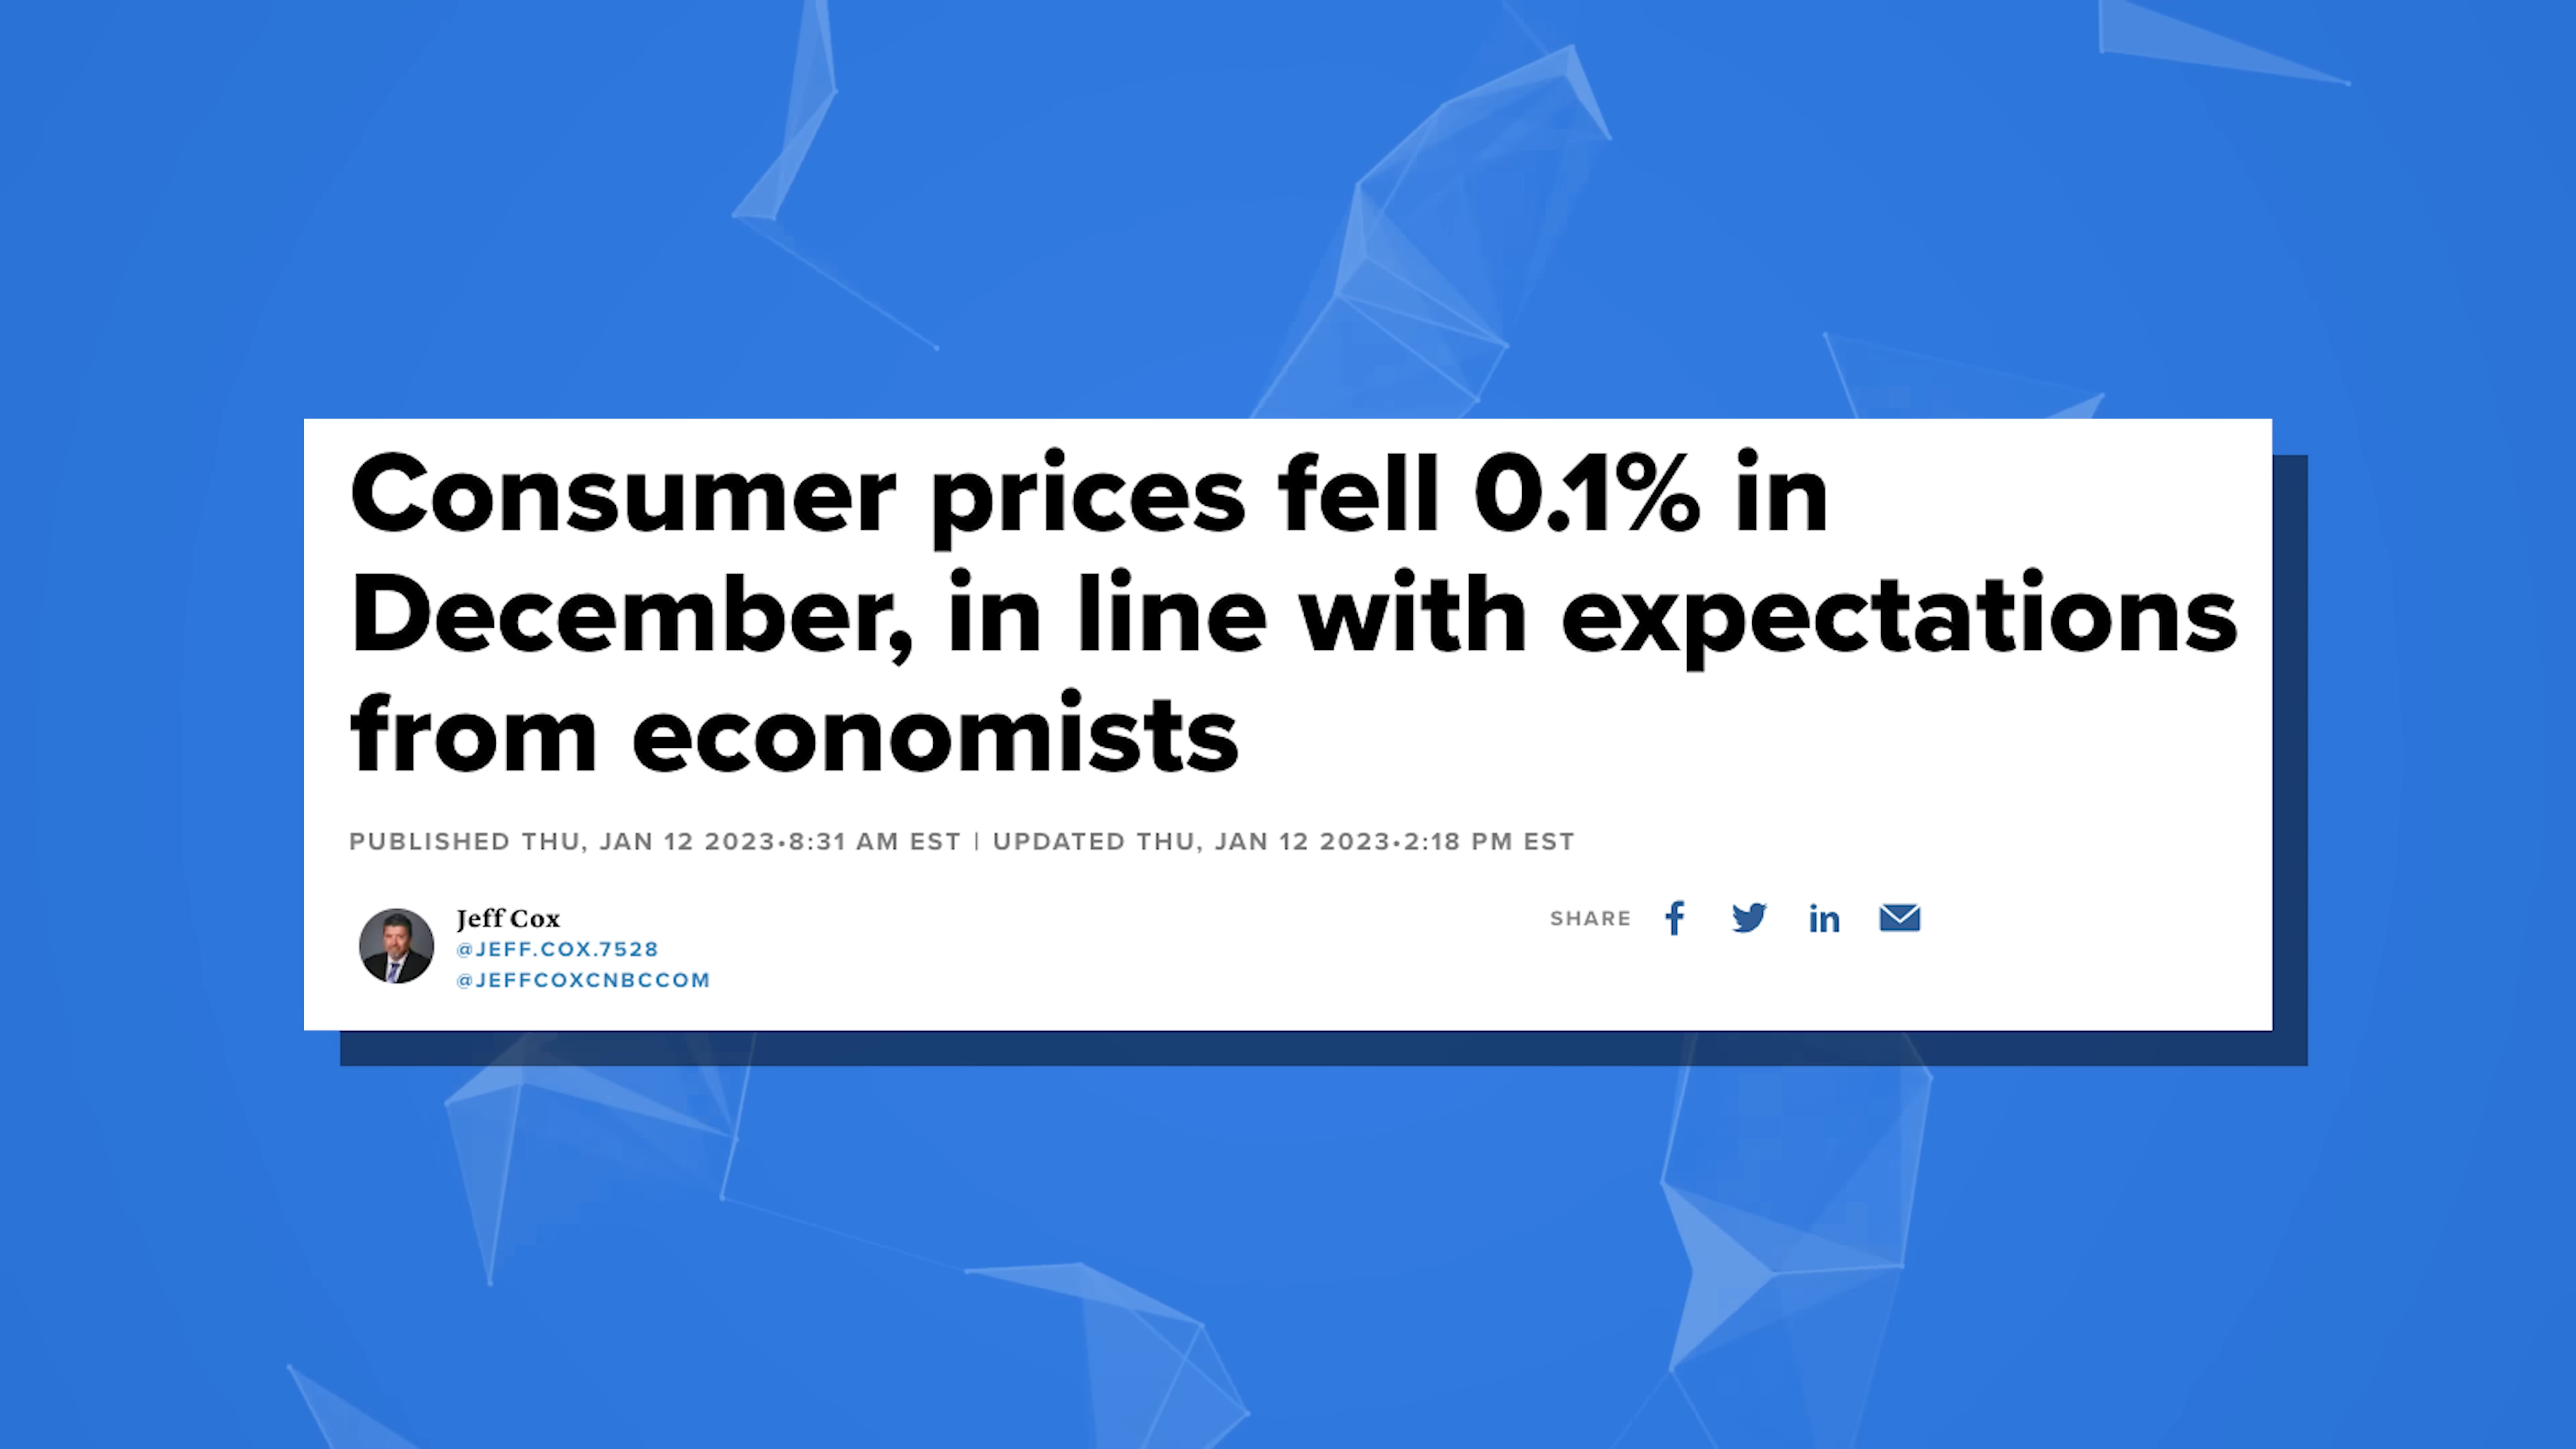 Consumer prices fell 0.1% in
December, in line with expectations
from economists
PUBLISHED THU, JAN 12 2023•8:31 AM EST | UPDATED THU, JAN 12 2023•2:18 PM EST
Jeff Cox
@JEFF.COX.7528
@JEFFCOXCNBCCOM
SHARE